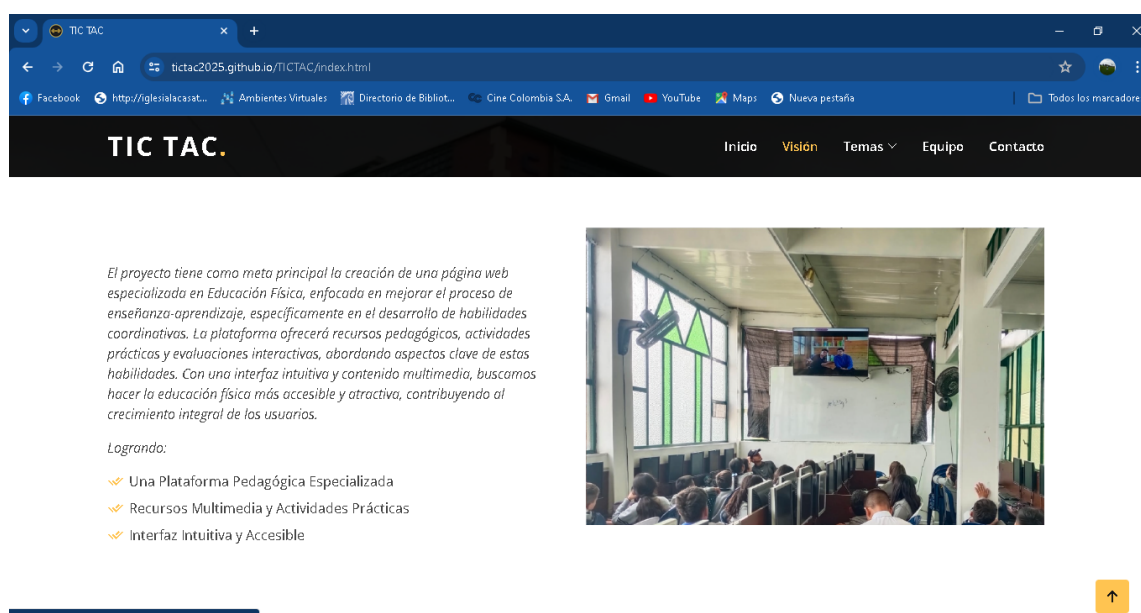 TIC TAC
tictac2025.github.io/TICTAC/index.html
Facebook http://iglesialacasat... Ambientes Virtuales Directorio de Bibliot... Cine Colombia S.A. Gmail YouTube Maps Nueva pestaña Todos los marcadores
TIC TAC. Inicio Visión Temas Equipo Contacto
El proyecto tiene como meta principal la creación de una página web
especializada en Educación Física, enfocada en mejorar el proceso de
enseñanza-aprendizaje, específicamente en el desarrollo de habilidades
coordinativas. La plataforma ofrecerá recursos pedagógicos, actividades
prácticas y evaluaciones interactivas, abordando aspectos clave de estas
habilidades. Con una interfaz intuitiva y contenido multimedia, buscamos
hacer la educación física más accesible y atractiva, contribuyendo al
crecimiento integral de los usuarios.
Logrando:
Una Plataforma Pedagógica Especializada
Recursos Multimedia y Actividades Prácticas
Interfaz Intuitiva y Accesible